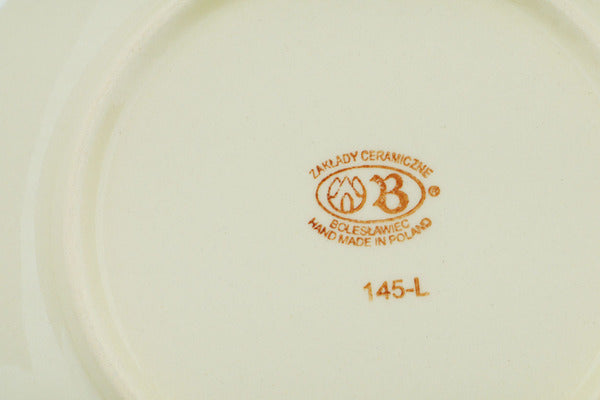 ZAKŁADY CERAMICZNE
B ®
BOLESŁAWIEC
HAND MADE IN POLAND
145-L